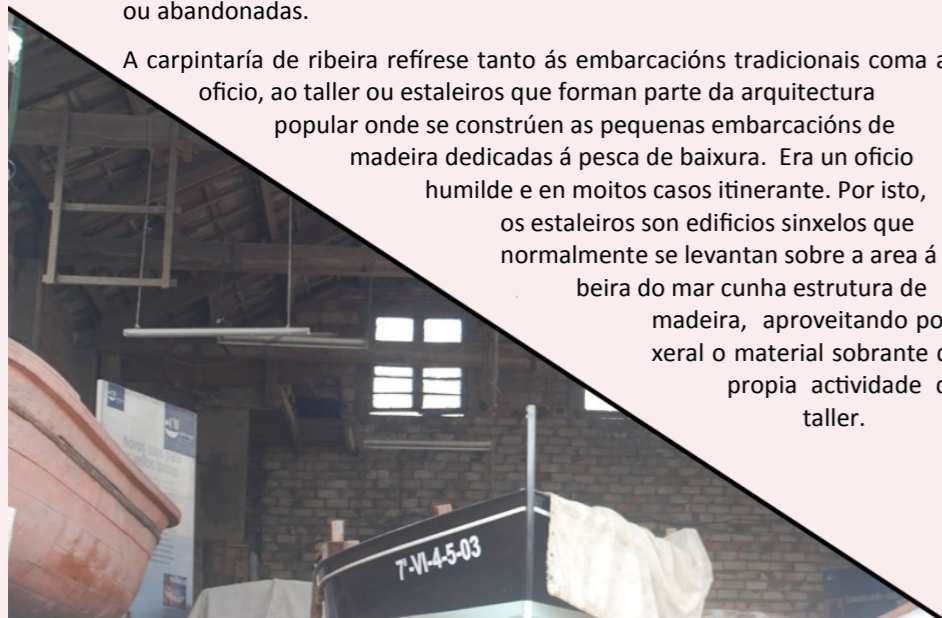 ou abandonadas.
A carpintaría de ribeira refírese tanto ás embarcacións tradicionais coma a
oficio, ao taller ou estaleiros que forman parte da arquitectura
popular onde se constrúen as pequenas embarcacións de
madeira dedicadas á pesca de baixura. Era un oficio
humilde e en moitos casos itinerante. Por isto,
os estaleiros son edificios sinxelos que
normalmente se levantan sobre a area á
beira do mar cunha estrutura de
madeira, aproveitando po
xeral o material sobrante
propia actividade
taller.
7ª-VI-4-5-03